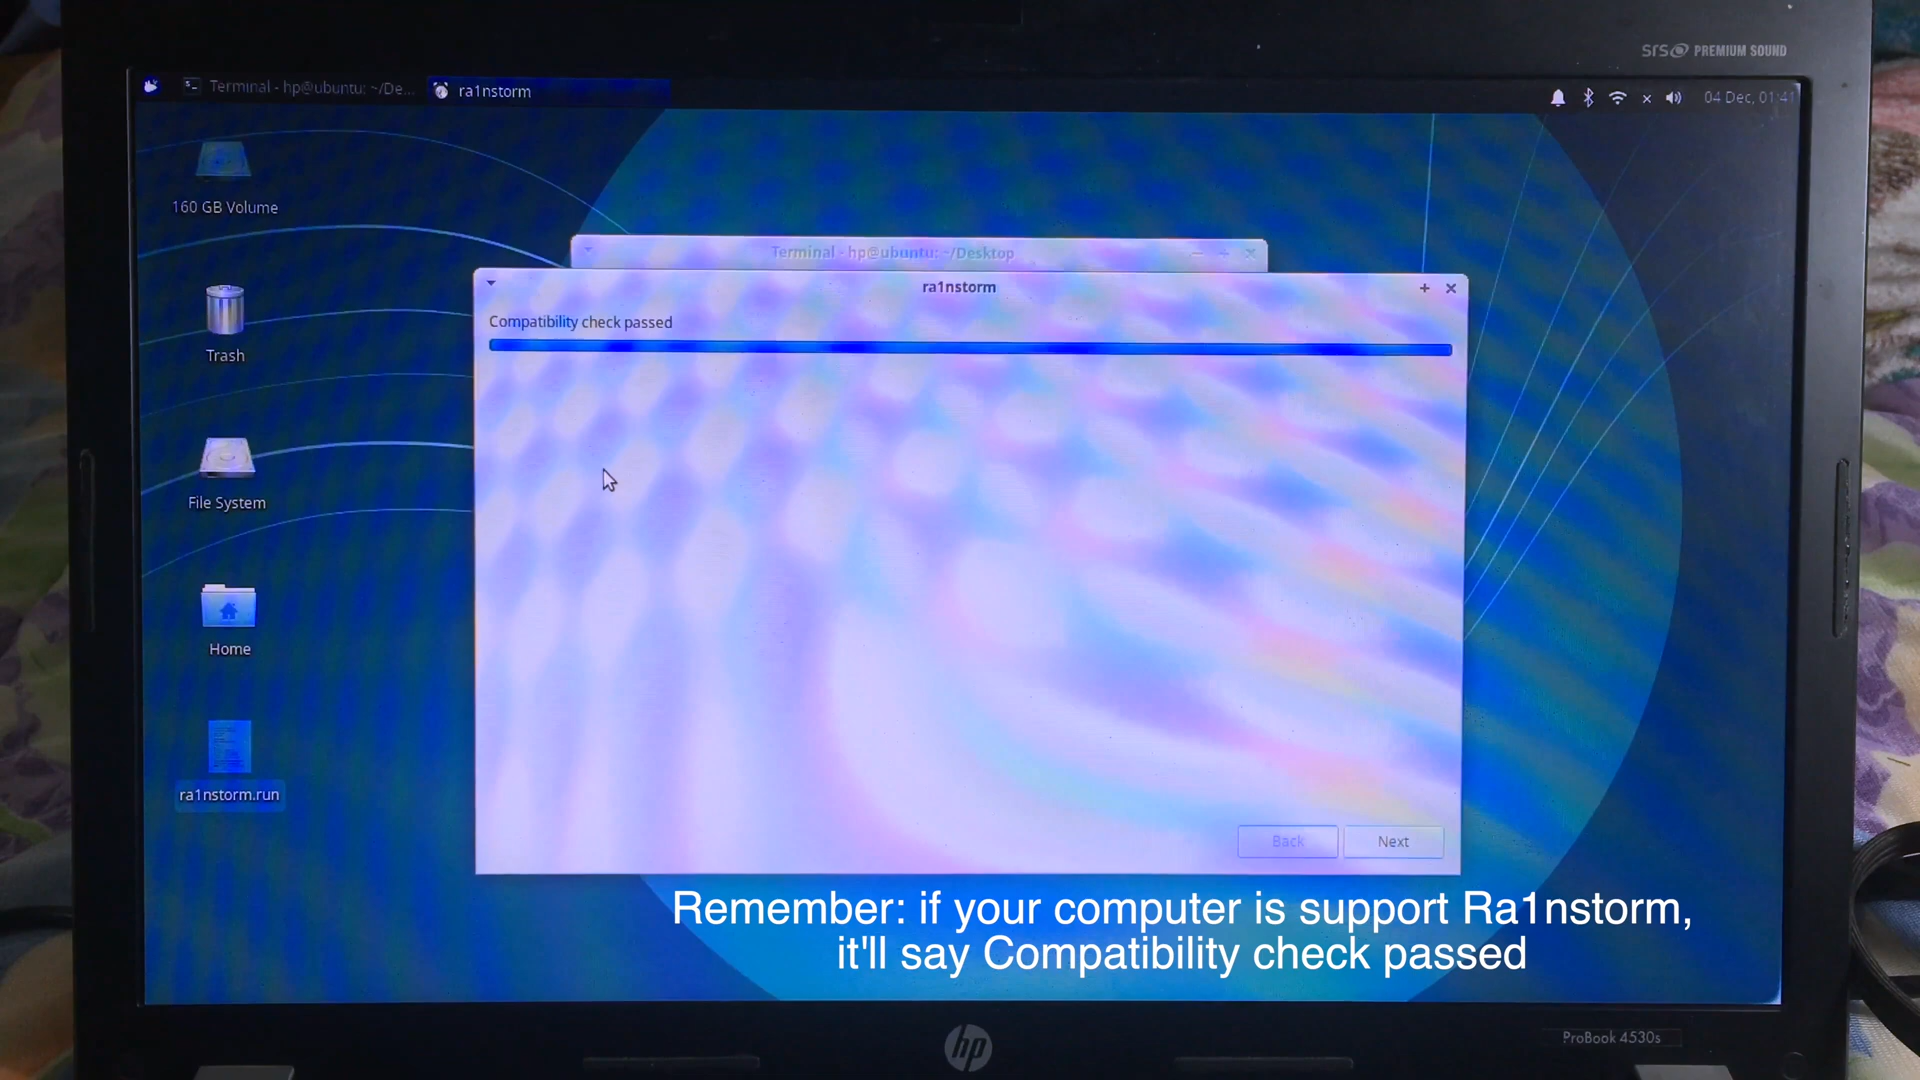 srs PREMIUM SOUND
Terminal - hp@ubuntu: ~/De...
ra1nstorm
04 Dec, 01:41
160 GB Volume
Trash
File System
Home
ra1nstorm.run
Terminal - hp@ubuntu: ~/Desktop
ra1nstorm
Compatibility check passed
Back
Next
Remember: if your computer is support Ra1nstorm,
it'll say Compatibility check passed
hp
ProBook 4530s